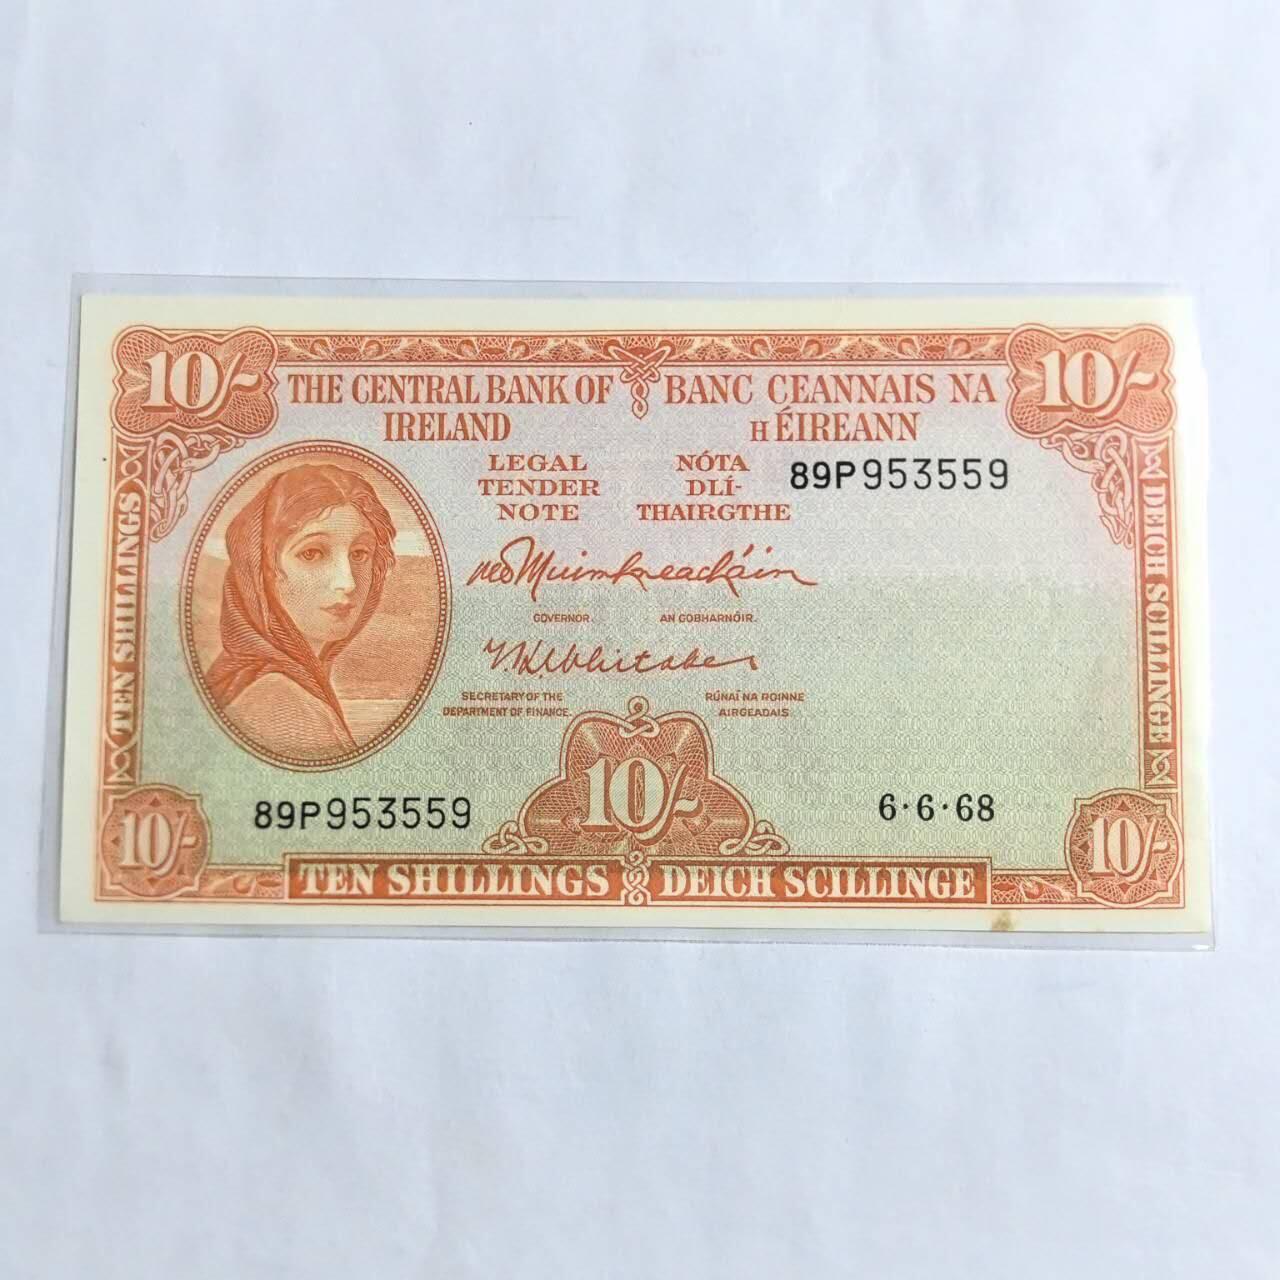 10/-
10/-
THE CENTRAL BANK OF
IRELAND
BANC CEANNAIS NA
H ÉIREANN
LEGAL
TENDER
NOTE
NÓTA
DLÍ-
THAIRGTHE
89P953559
TEN SHILLINGS
DEICH SCILLINGE
GOVERNOR.
AN GOBHARNÓIR.
SECRETARY OF THE
DEPARTMENT OF FINANCE.
RÚNAÍ NA ROINNE
AIRGEADAIS
89P953559
10/-
6·6·68
10/-
10/-
TEN SHILLINGS
DEICH SCILLINGE